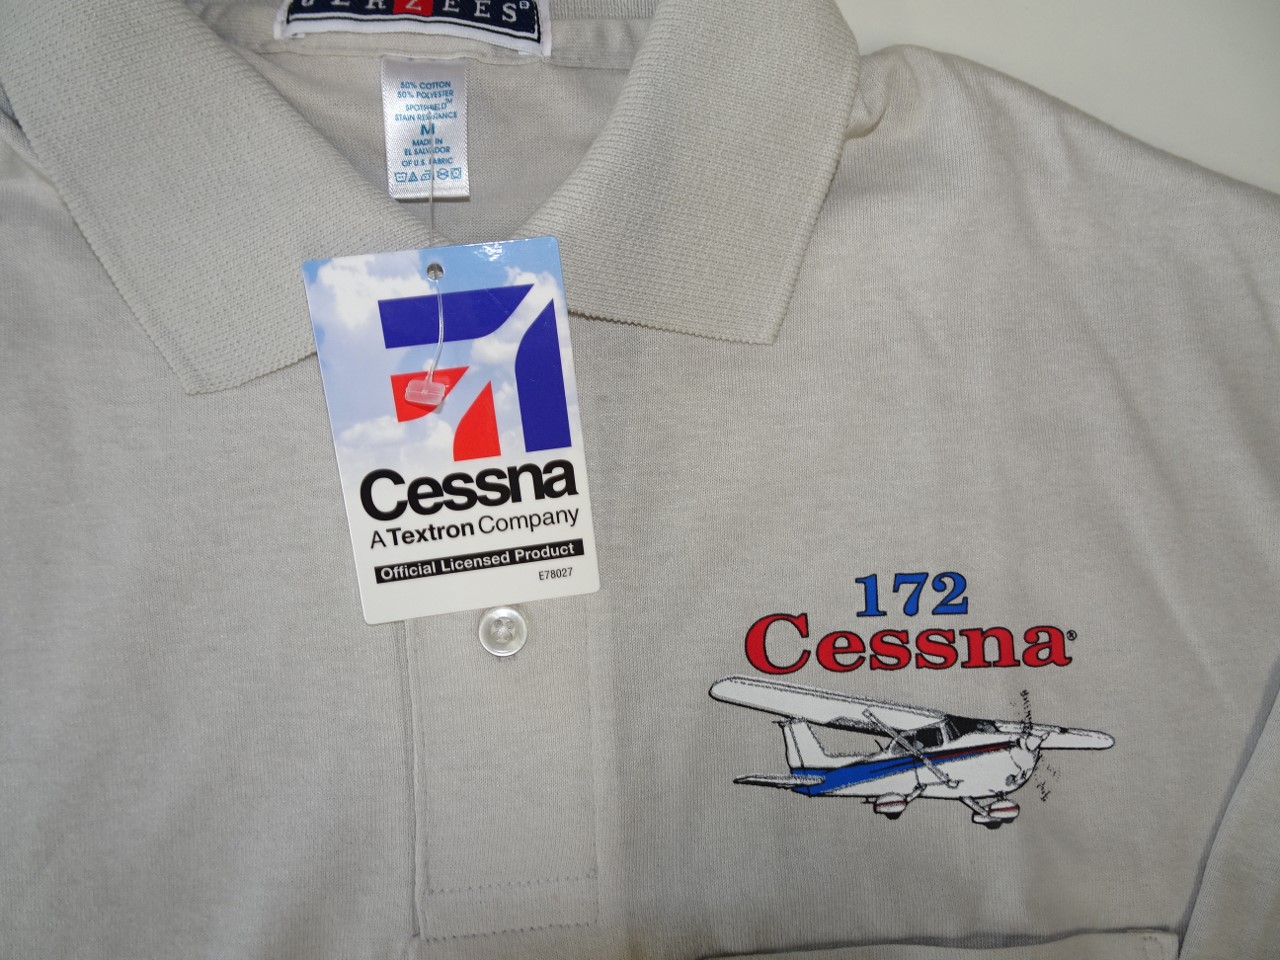 JERZEES
50% COTTON
50% POLYESTER
SPOTSHIELD™
STAIN RESISTANCE
M
MADE IN
EL SALVADOR
OF U.S. FABRIC
Cessna
A Textron Company
Official Licensed Product
E78027
172
Cessna®